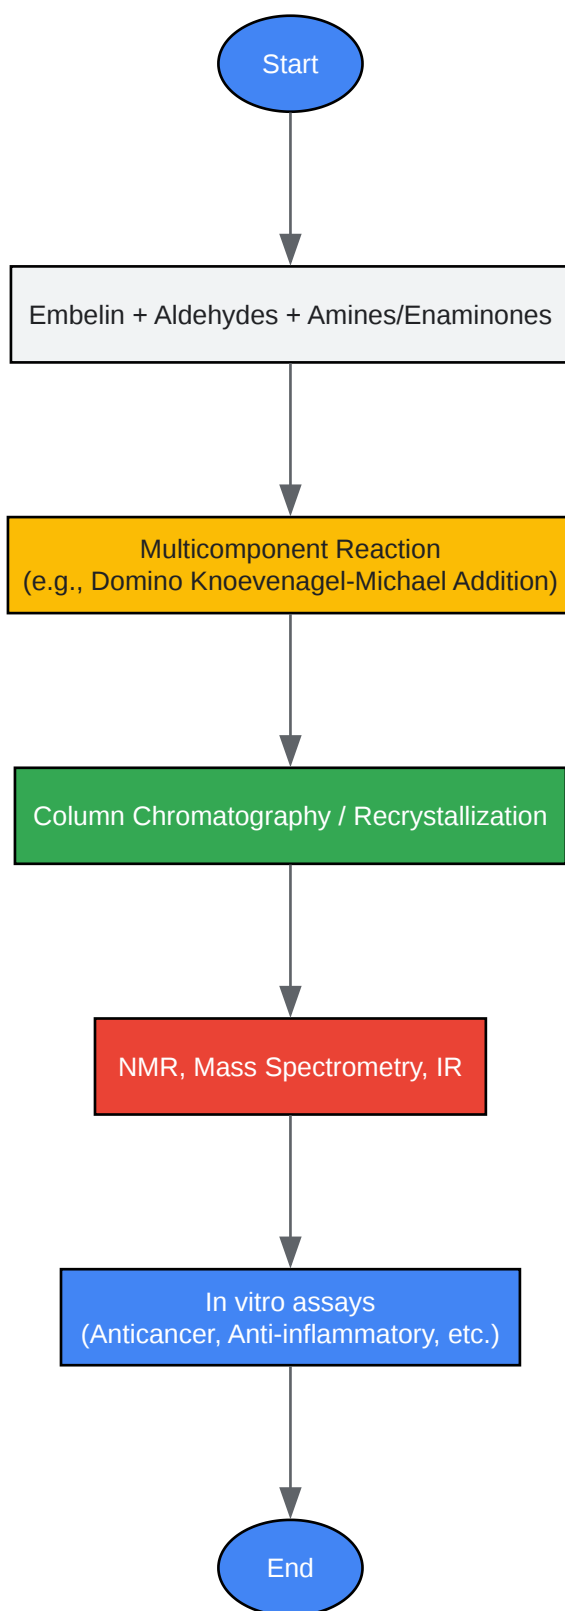 Start
Embelin + Aldehydes + Amines/Enaminones
Multicomponent Reaction
(e.g., Domino Knoevenagel-Michael Addition)
Column Chromatography / Recrystallization
NMR, Mass Spectrometry, IR
In vitro assays
(Anticancer, Anti-inflammatory, etc.)
End